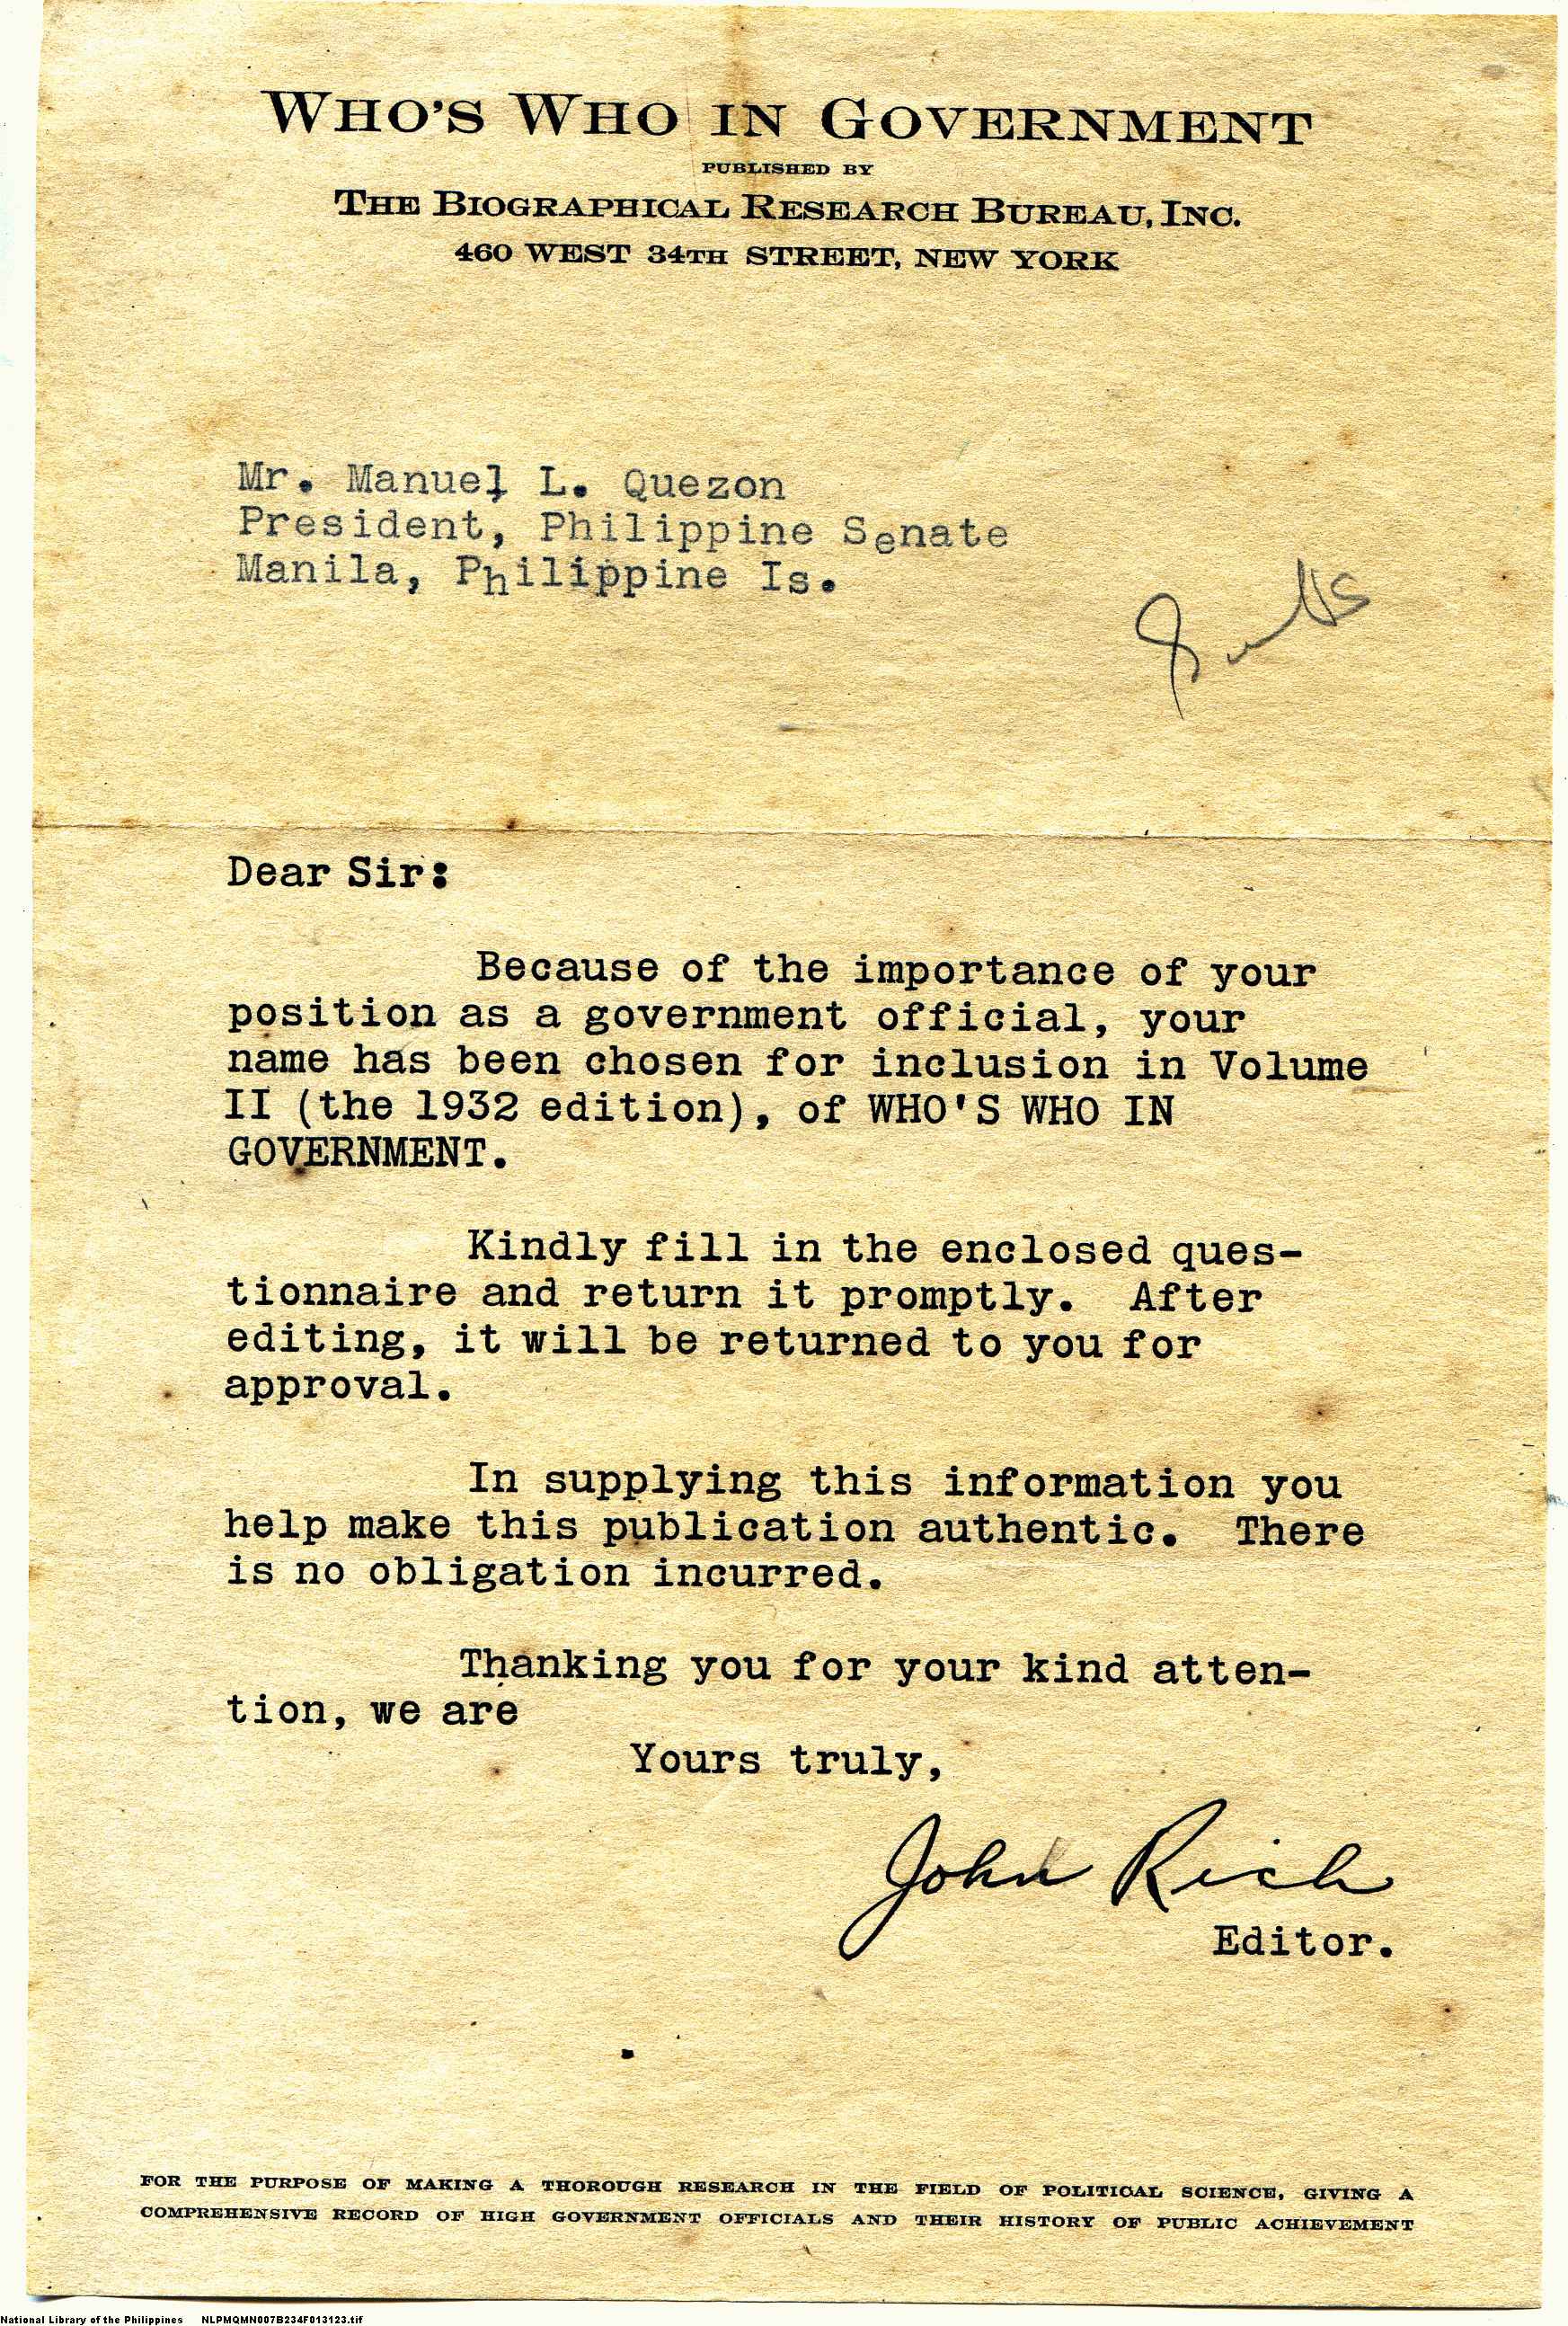 WHO'S WHO IN GOVERNMENT
PUBLISHED BY
THE BIOGRAPHICAL RESEARCH BUREAU, INC.
460 WEST 34TH STREET, NEW YORK
Mr. Manuel L. Quezon
President, Philippine Senate
Manila, Philippine Is.
Dear Sir:
Because of the importance of your
position as a government official, your
name has been chosen for inclusion in Volume
II (the 1932 edition), of WHO'S WHO IN
GOVERNMENT.
Kindly fill in the enclosed ques-
tionnaire and return it promptly. After
editing, it will be returned to you for
approval.
In supplying this information you
help make this publication authentic. There
is no obligation incurred.
Thanking you for your kind atten-
tion, we are
Yours truly,
John Rich
Editor.
FOR THE PURPOSE OF MAKING A THOROUGH RESEARCH IN THE FIELD OF POLITICAL SCIENCE, GIVING A
COMPREHENSIVE RECORD OF HIGH GOVERNMENT OFFICIALS AND THEIR HISTORY OF PUBLIC ACHIEVEMENT
National Library of the Philippines NLPMQMN007B234F013123.tif